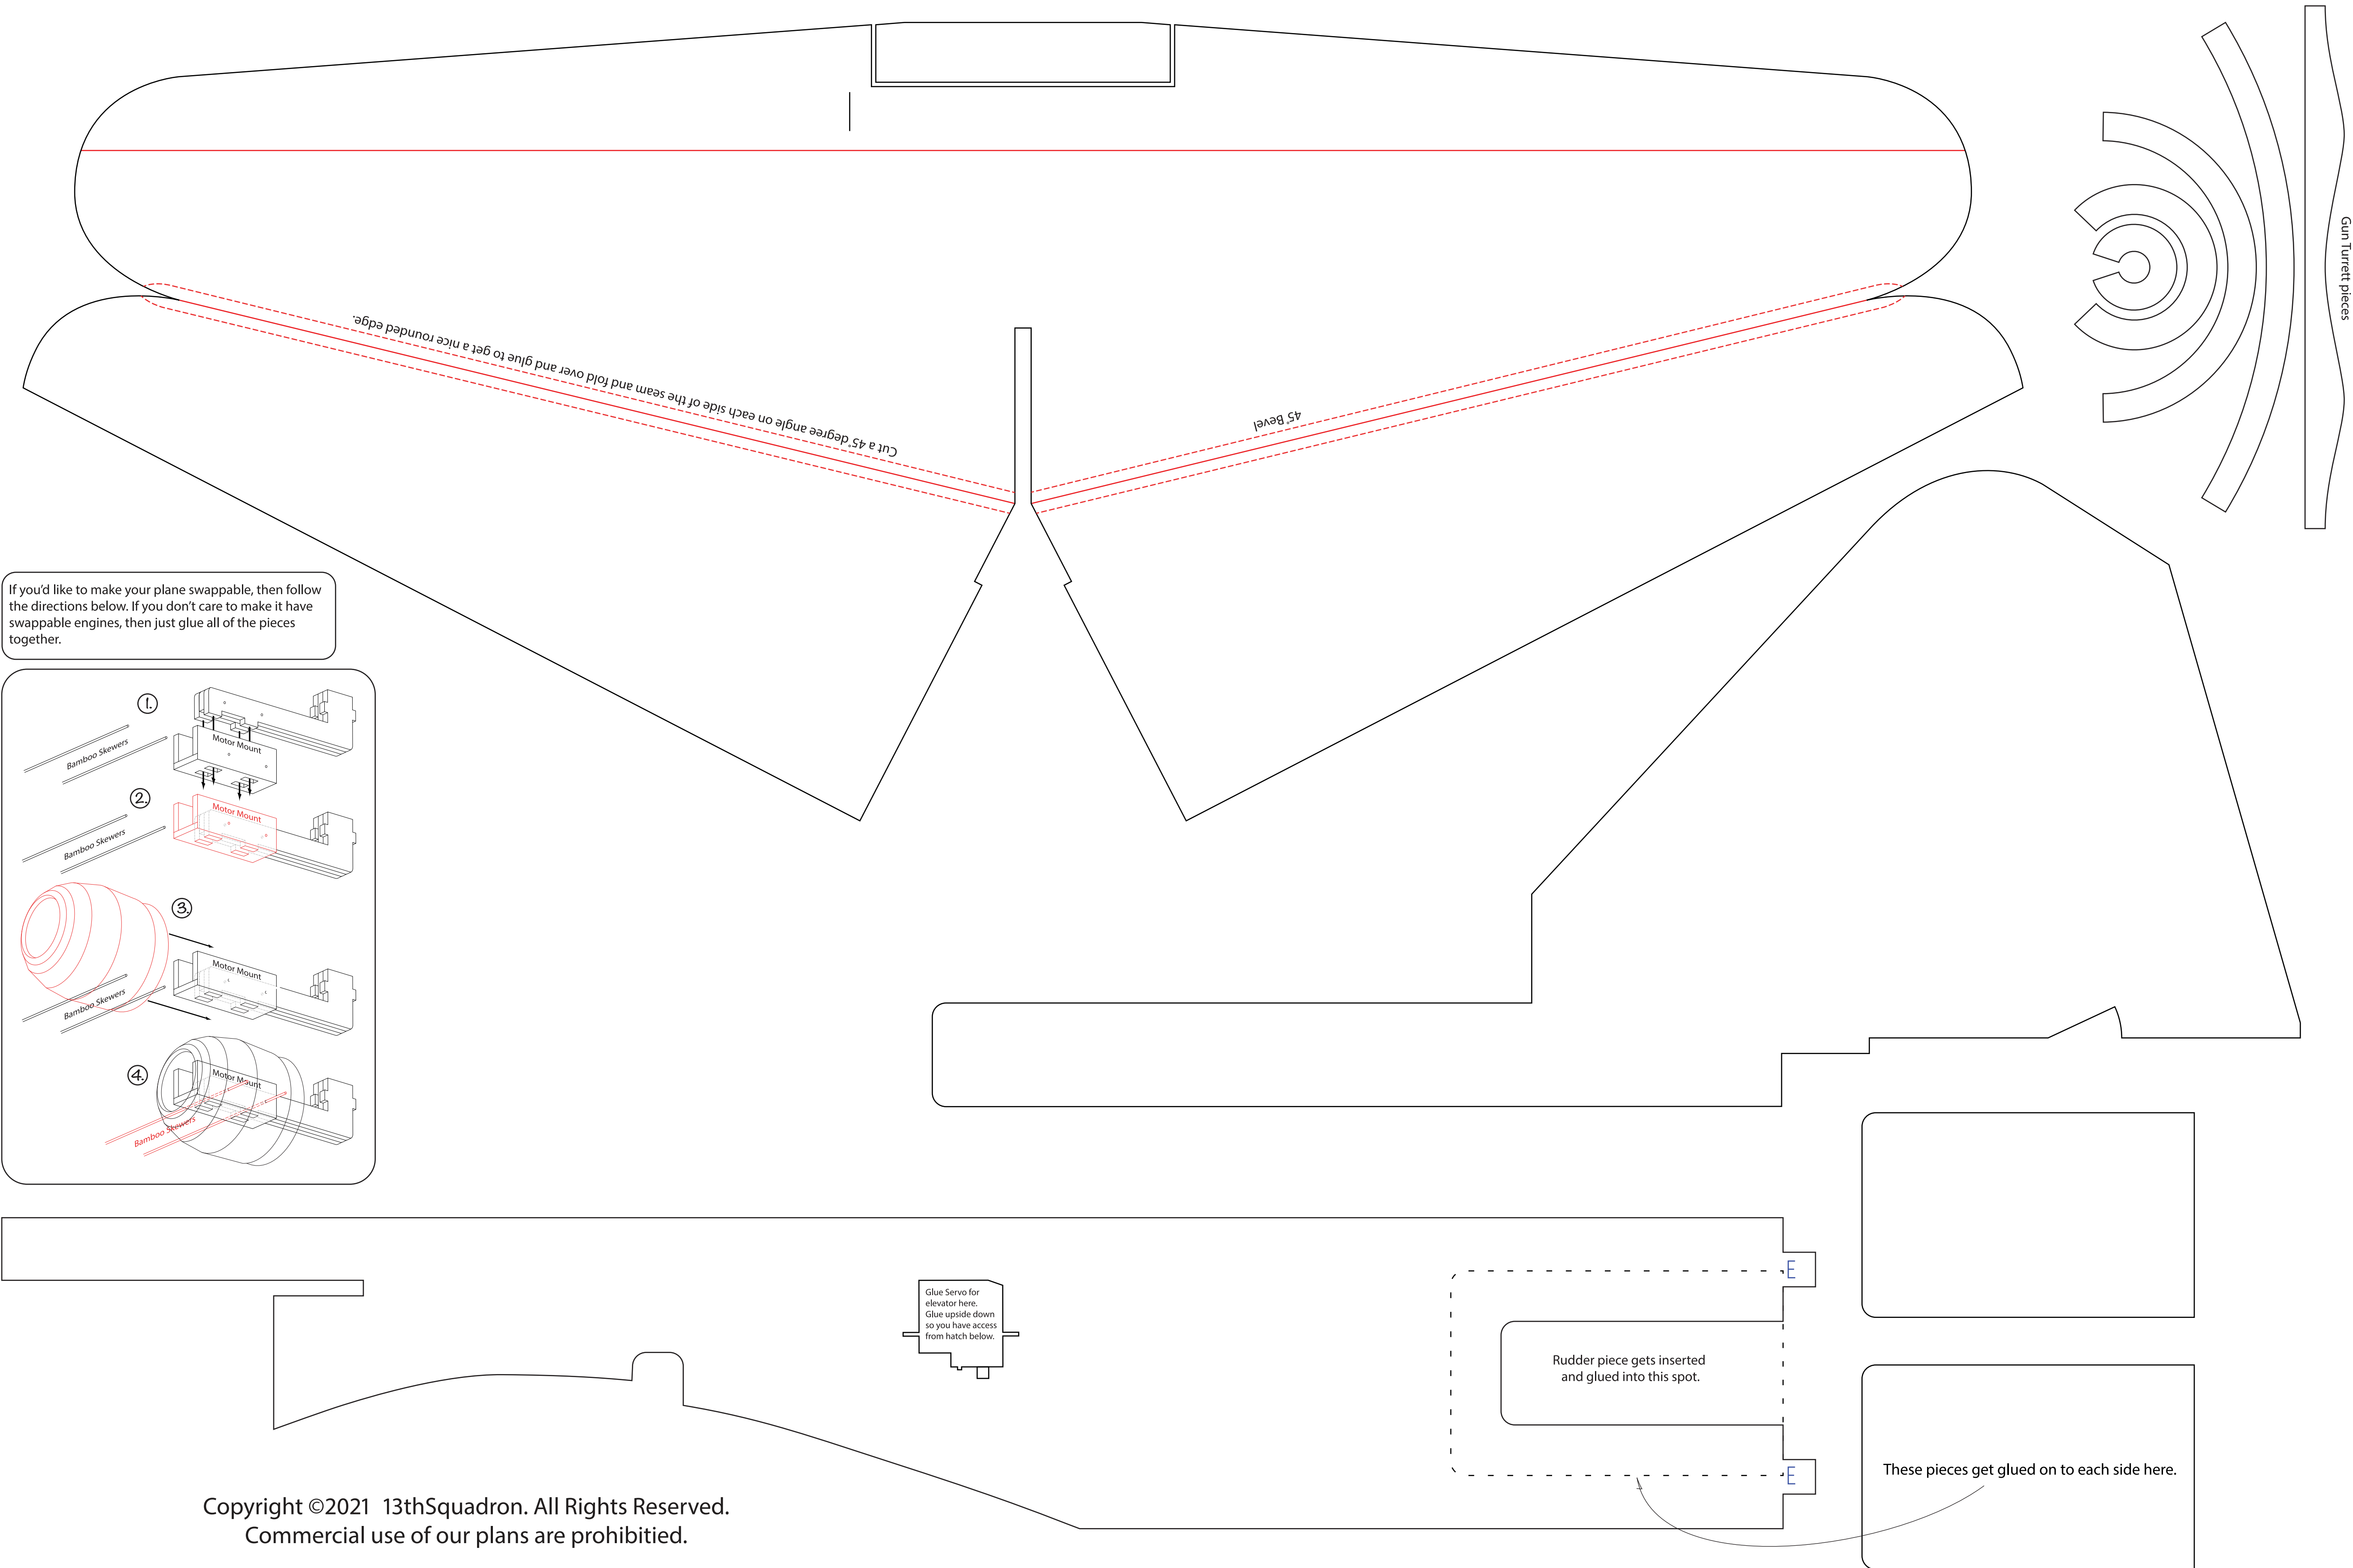 Gun Turrett pieces
Cut a 45˚degree angle on each side of the seam and fold over and glue to get a nice rounded edge.
45˚Bevel
If you'd like to make your plane swappable, then follow
the directions below. If you don't care to make it have
swappable engines, then just glue all of the pieces
together.
1.
Motor Mount
Bamboo Skewers
2.
Motor Mount
Bamboo Skewers
3.
Motor Mount
Bamboo Skewers
4.
Motor Mount
Bamboo Skewers
Glue Servo for
elevator here.
Glue upside down
so you have access
from hatch below.
E
Rudder piece gets inserted
and glued into this spot.
E
These pieces get glued on to each side here.
Copyright ©2021 13thSquadron. All Rights Reserved.
Commercial use of our plans are prohibitied.